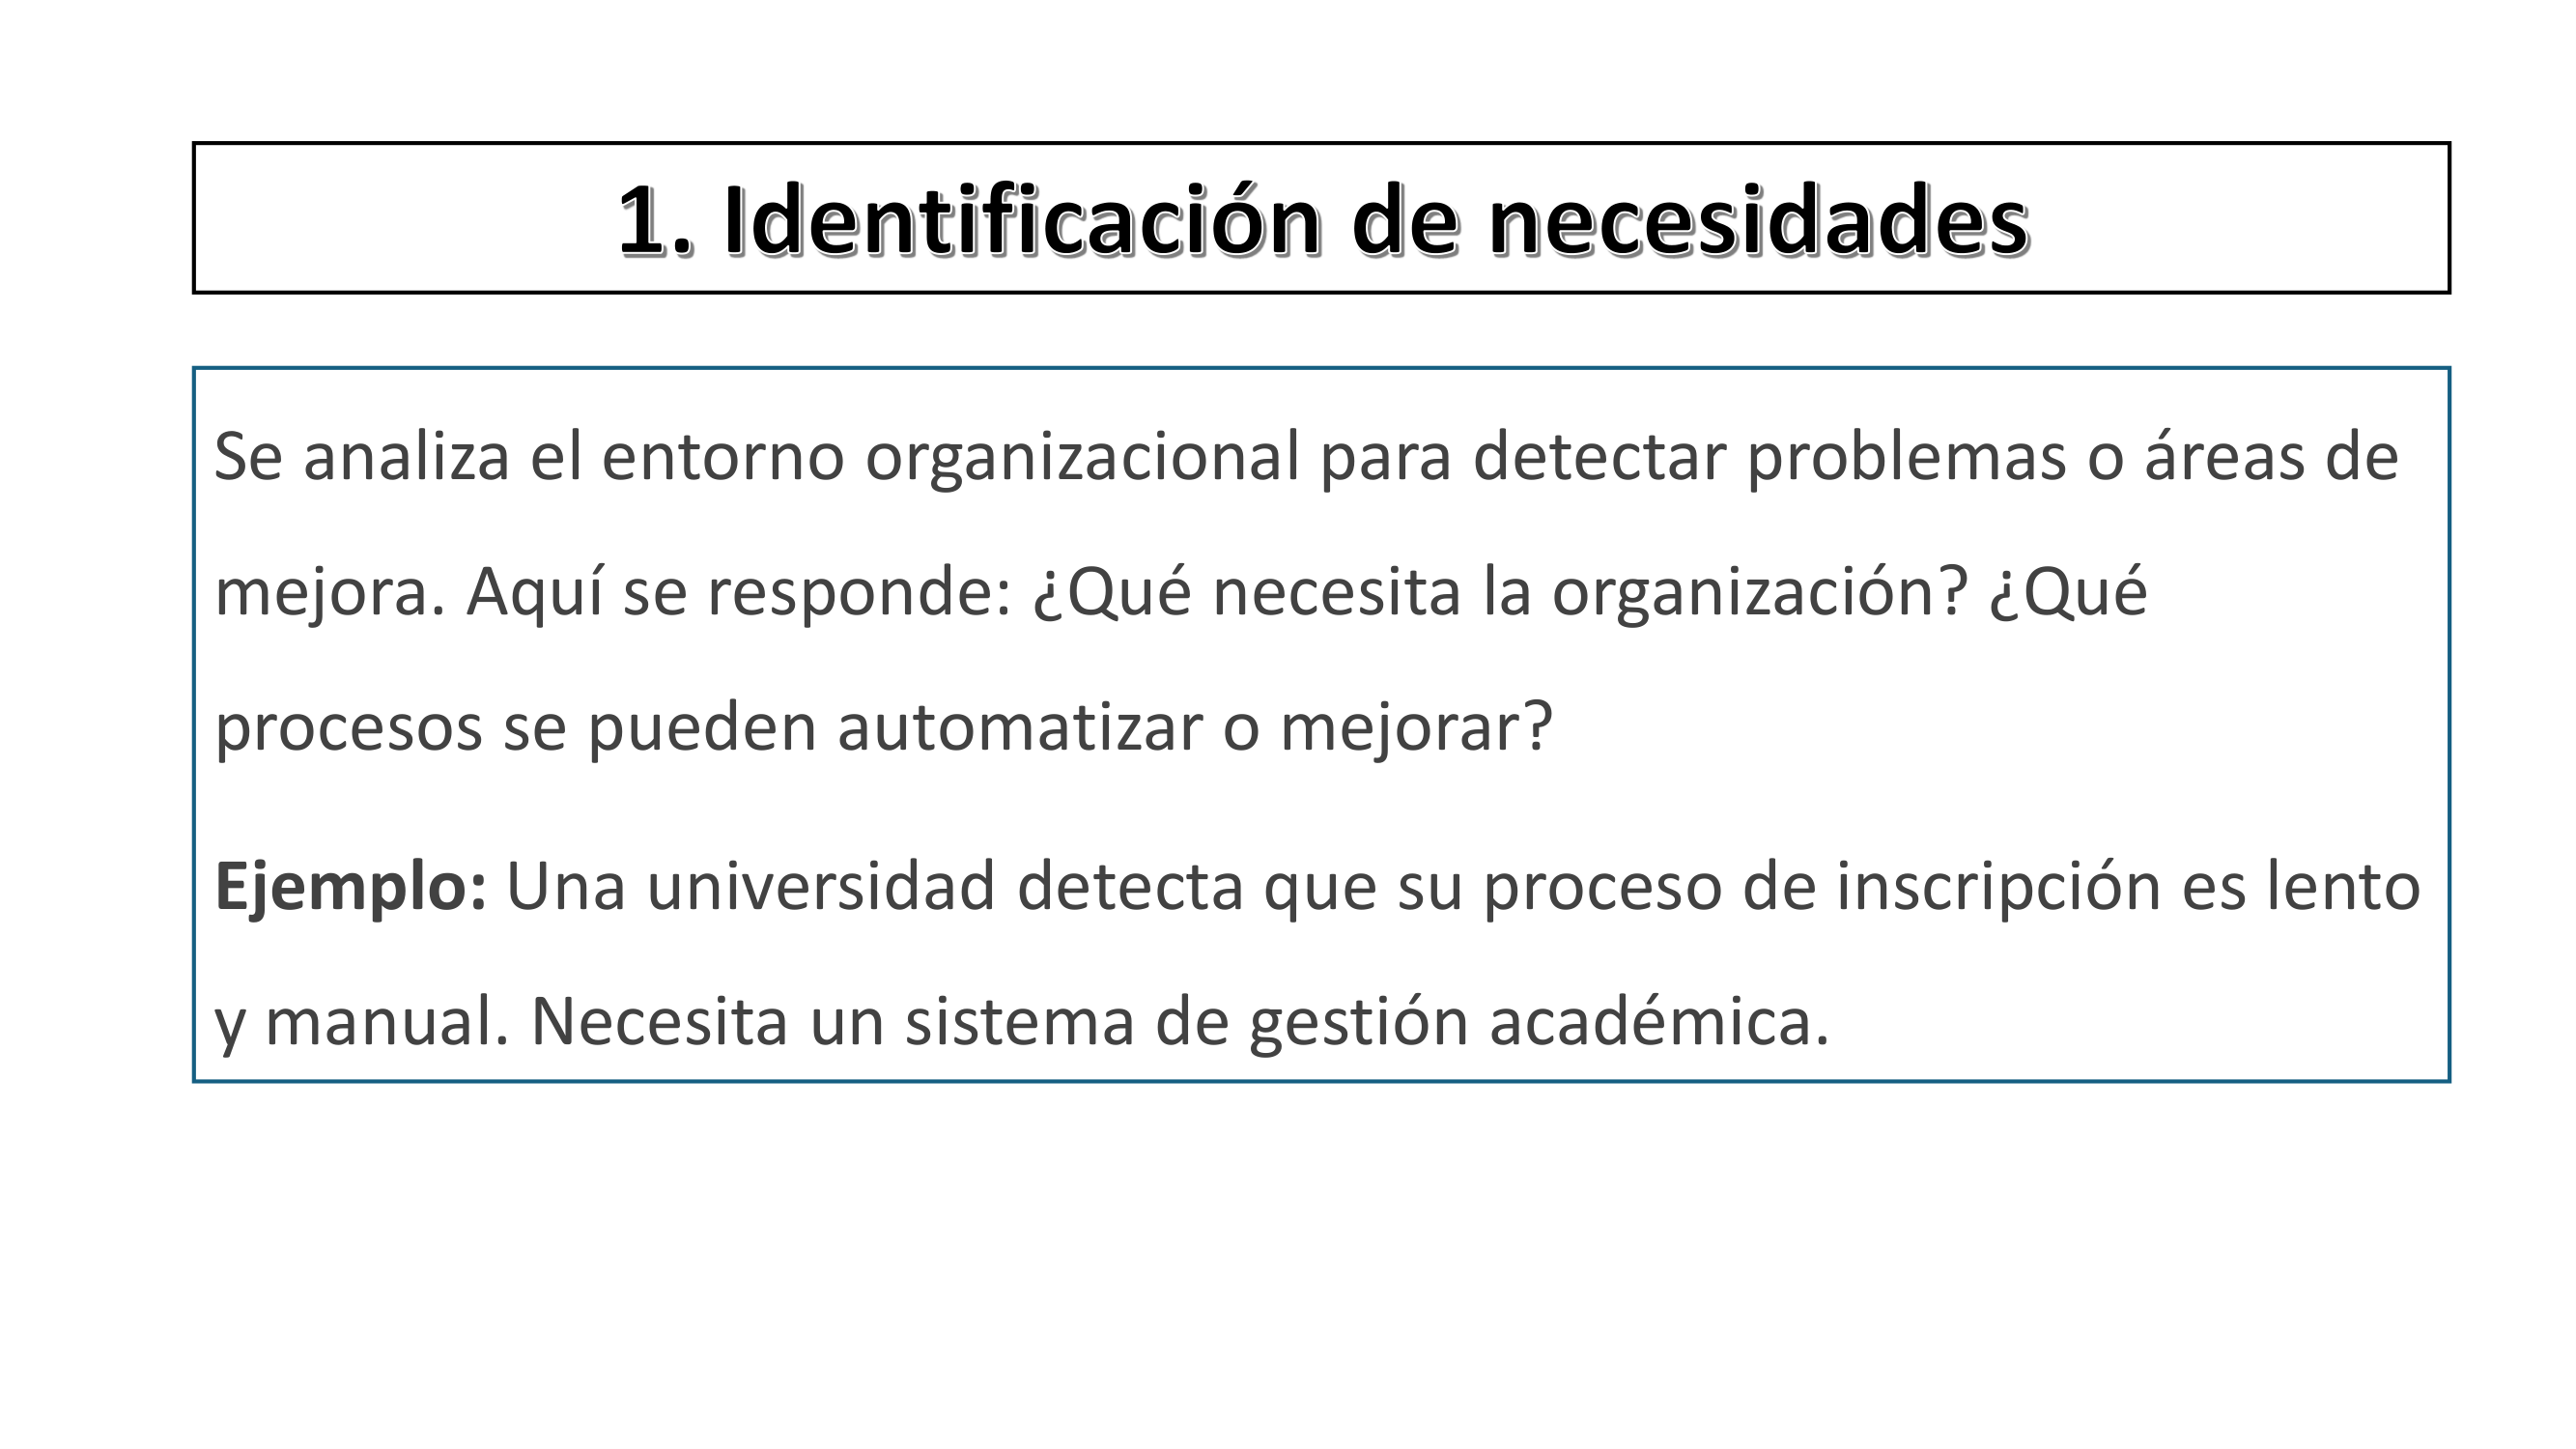 1. Identificación de necesidades
Se analiza el entorno organizacional para detectar problemas o áreas de
mejora. Aquí se responde: ¿Qué necesita la organización? ¿Qué
procesos se pueden automatizar o mejorar?
Ejemplo: Una universidad detecta que su proceso de inscripción es lento
y manual. Necesita un sistema de gestión académica.